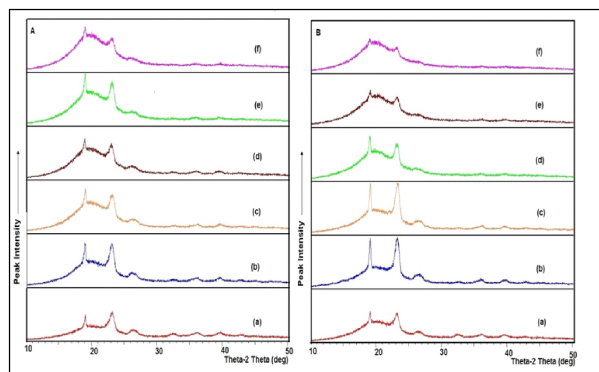 A
(f)
(e)
(d)
(c)
(b)
(a)
Peak Intensity
10 20 30 40 50
Theta-2 Theta (deg)
B
(f)
(e)
(d)
(c)
(b)
(a)
Peak Intensity
10 20 30 40 50
Theta-2 Theta (deg)